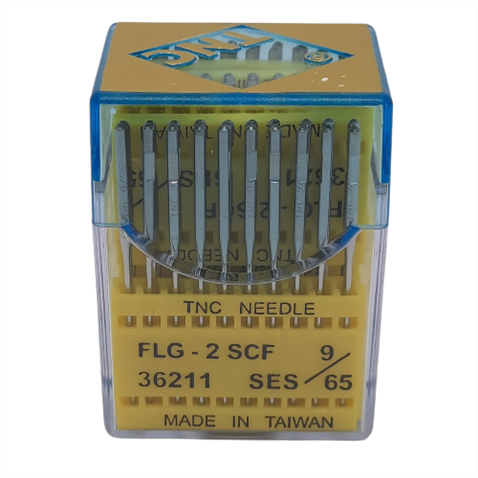 TNC
®
TNC NEEDLE
FLG - 2 SCF 9/
36211 SES 65
MADE IN TAIWAN